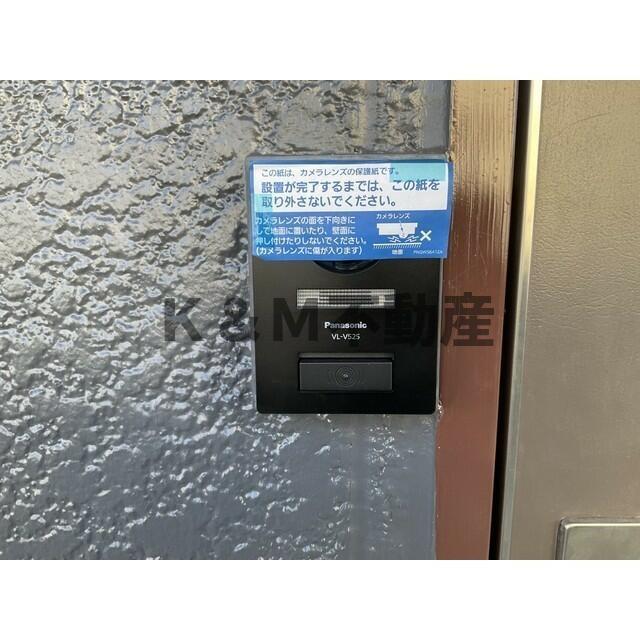 この紙は、カメラレンズの保護紙です。
設置が完了するまでは、この紙を
取り外さないでください。
カメラレンズの面を下向きに
して地面に置いたり、壁面に
押し付けたりしないでください。
(カメラレンズに傷が入ります)
カメラレンズ
地面
K&M不動産
Panasonic
VL-V525